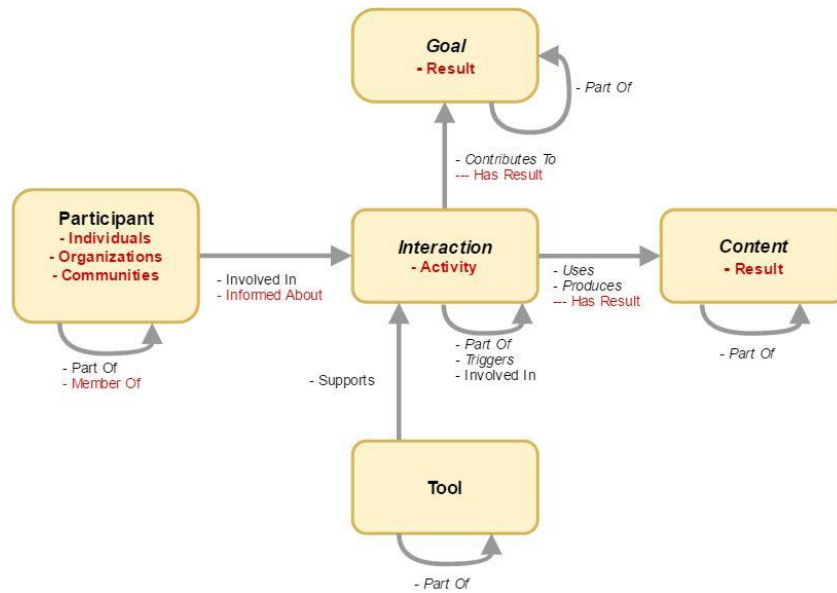 Goal
- Result
- Part Of
- Contributes To
--- Has Result
Participant
- Individuals
- Organizations
- Communities
- Involved In
- Informed About
Interaction
- Activity
- Uses
- Produces
--- Has Result
Content
- Result
- Part Of
- Member Of
- Part Of
- Triggers
- Involved In
- Part Of
- Supports
Tool
- Part Of